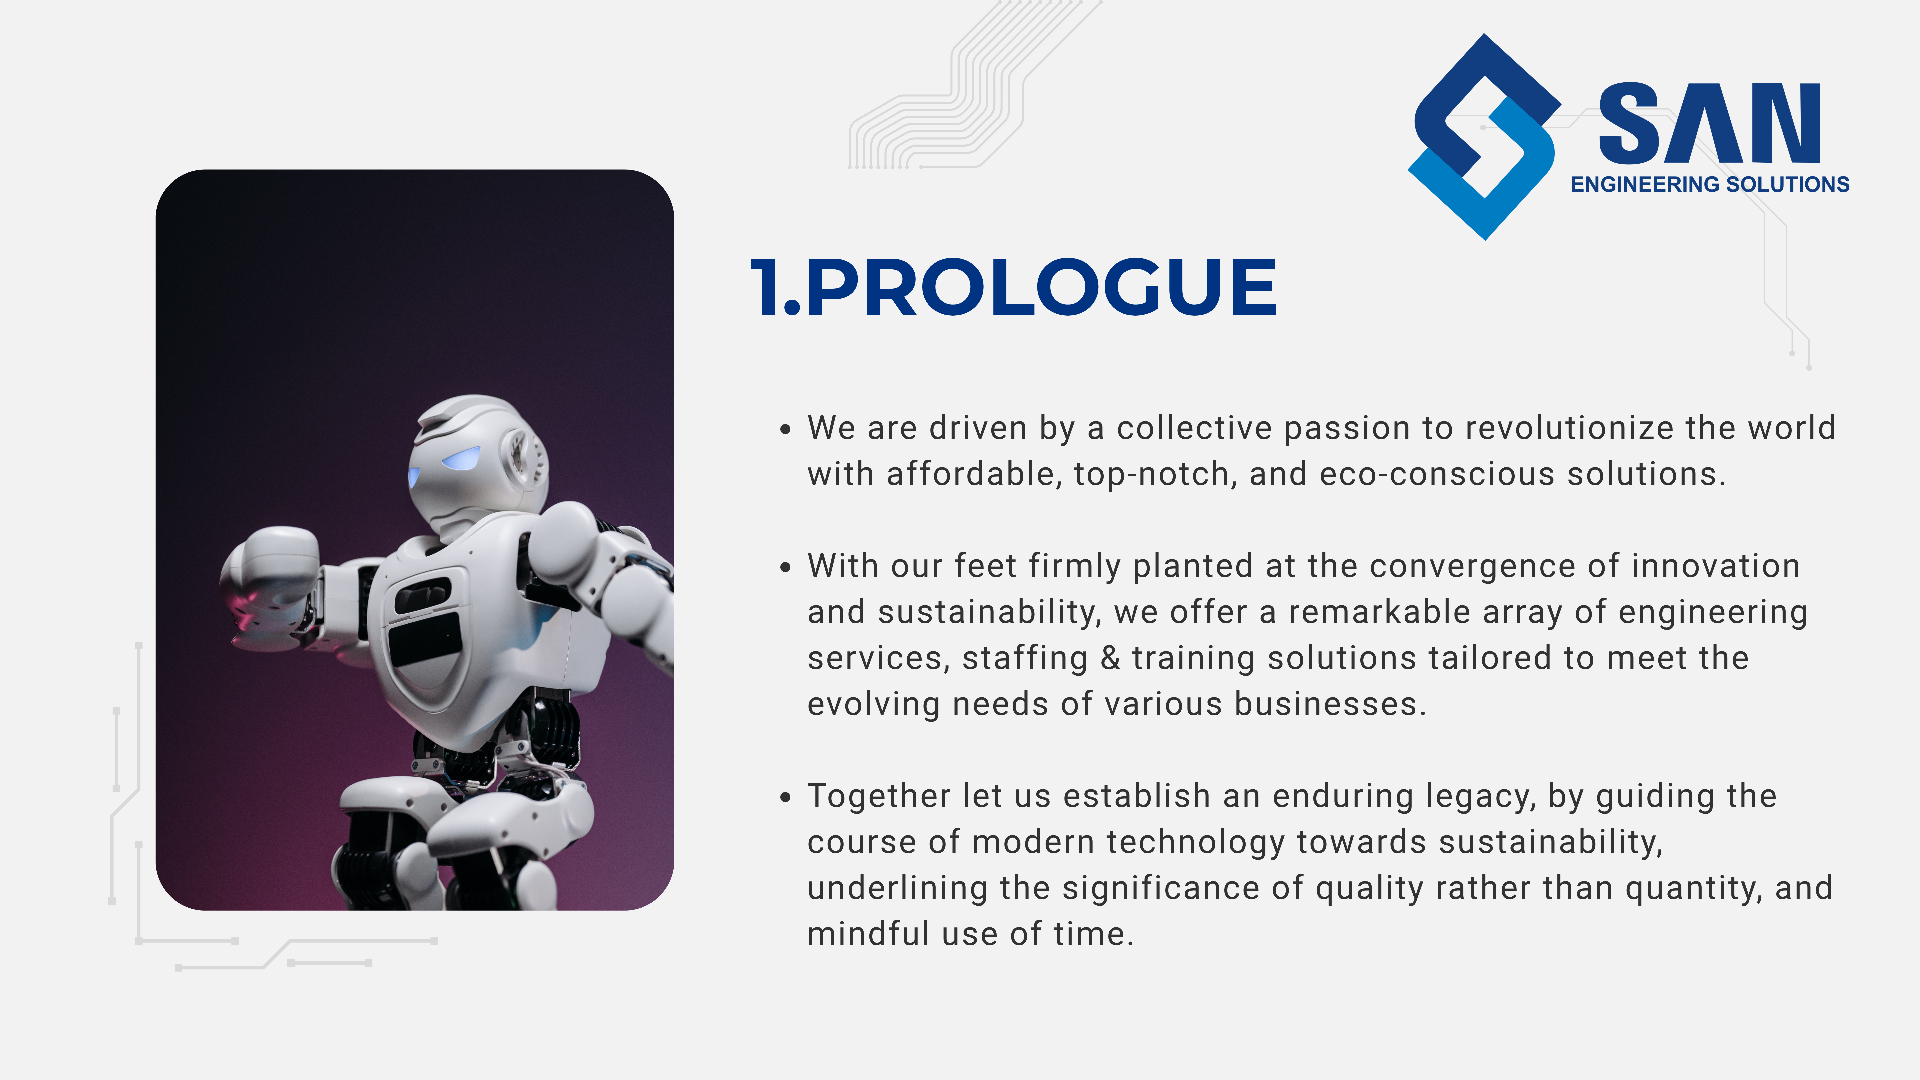 SAN
ENGINEERING SOLUTIONS
1.PROLOGUE
• We are driven by a collective passion to revolutionize the world
with affordable, top-notch, and eco-conscious solutions.
• With our feet firmly planted at the convergence of innovation
and sustainability, we offer a remarkable array of engineering
services, staffing & training solutions tailored to meet the
evolving needs of various businesses.
• Together let us establish an enduring legacy, by guiding the
course of modern technology towards sustainability,
underlining the significance of quality rather than quantity, and
mindful use of time.